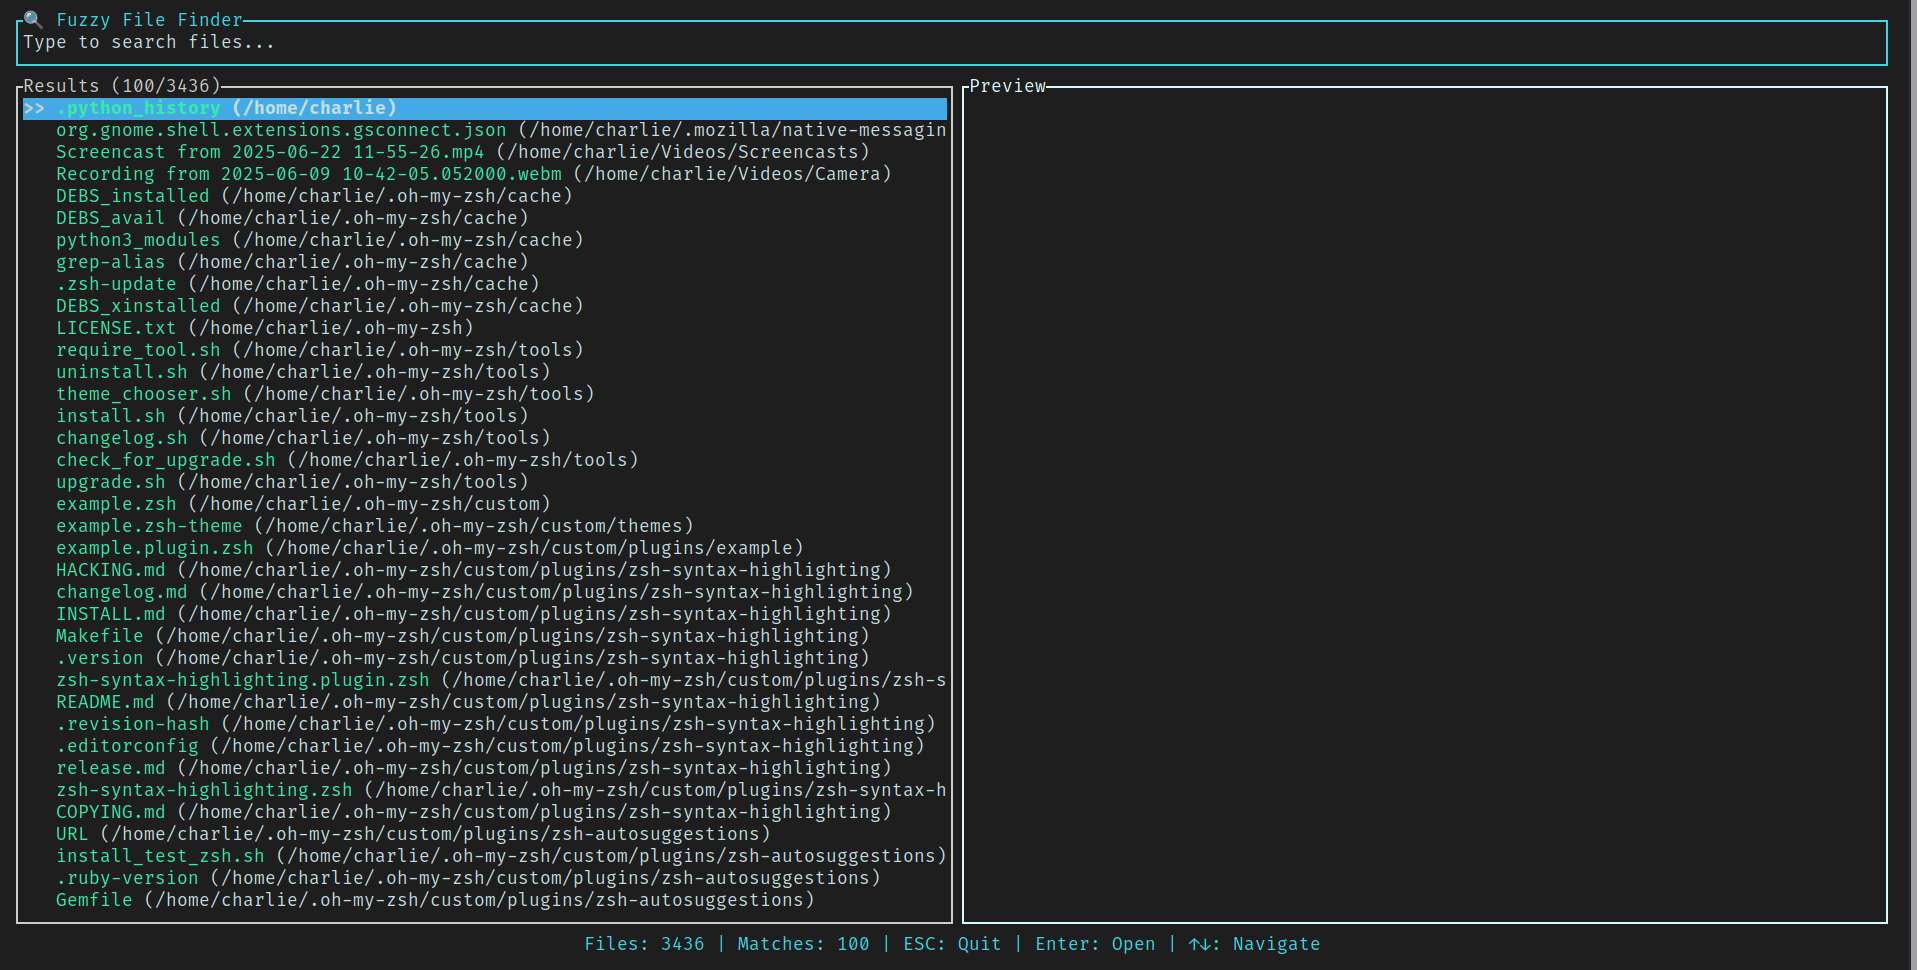 🔍 Fuzzy File Finder
Type to search files...
Results (100/3436)
>> .python_history (/home/charlie)
org.gnome.shell.extensions.gsconnect.json (/home/charlie/.mozilla/native-messagin
Screencast from 2025-06-22 11-55-26.mp4 (/home/charlie/Videos/Screencasts)
Recording from 2025-06-09 10-42-05.052000.webm (/home/charlie/Videos/Camera)
DEBS_installed (/home/charlie/.oh-my-zsh/cache)
DEBS_avail (/home/charlie/.oh-my-zsh/cache)
python3_modules (/home/charlie/.oh-my-zsh/cache)
grep-alias (/home/charlie/.oh-my-zsh/cache)
.zsh-update (/home/charlie/.oh-my-zsh/cache)
DEBS_xinstalled (/home/charlie/.oh-my-zsh/cache)
LICENSE.txt (/home/charlie/.oh-my-zsh)
require_tool.sh (/home/charlie/.oh-my-zsh/tools)
uninstall.sh (/home/charlie/.oh-my-zsh/tools)
theme_chooser.sh (/home/charlie/.oh-my-zsh/tools)
install.sh (/home/charlie/.oh-my-zsh/tools)
changelog.sh (/home/charlie/.oh-my-zsh/tools)
check_for_upgrade.sh (/home/charlie/.oh-my-zsh/tools)
upgrade.sh (/home/charlie/.oh-my-zsh/tools)
example.zsh (/home/charlie/.oh-my-zsh/custom)
example.zsh-theme (/home/charlie/.oh-my-zsh/custom/themes)
example.plugin.zsh (/home/charlie/.oh-my-zsh/custom/plugins/example)
HACKING.md (/home/charlie/.oh-my-zsh/custom/plugins/zsh-syntax-highlighting)
changelog.md (/home/charlie/.oh-my-zsh/custom/plugins/zsh-syntax-highlighting)
INSTALL.md (/home/charlie/.oh-my-zsh/custom/plugins/zsh-syntax-highlighting)
Makefile (/home/charlie/.oh-my-zsh/custom/plugins/zsh-syntax-highlighting)
.version (/home/charlie/.oh-my-zsh/custom/plugins/zsh-syntax-highlighting)
zsh-syntax-highlighting.plugin.zsh (/home/charlie/.oh-my-zsh/custom/plugins/zsh-s
README.md (/home/charlie/.oh-my-zsh/custom/plugins/zsh-syntax-highlighting)
.revision-hash (/home/charlie/.oh-my-zsh/custom/plugins/zsh-syntax-highlighting)
.editorconfig (/home/charlie/.oh-my-zsh/custom/plugins/zsh-syntax-highlighting)
release.md (/home/charlie/.oh-my-zsh/custom/plugins/zsh-syntax-highlighting)
zsh-syntax-highlighting.zsh (/home/charlie/.oh-my-zsh/custom/plugins/zsh-syntax-h
COPYING.md (/home/charlie/.oh-my-zsh/custom/plugins/zsh-syntax-highlighting)
URL (/home/charlie/.oh-my-zsh/custom/plugins/zsh-autosuggestions)
install_test_zsh.sh (/home/charlie/.oh-my-zsh/custom/plugins/zsh-autosuggestions)
.ruby-version (/home/charlie/.oh-my-zsh/custom/plugins/zsh-autosuggestions)
Gemfile (/home/charlie/.oh-my-zsh/custom/plugins/zsh-autosuggestions)
Preview
Files: 3436 | Matches: 100 | ESC: Quit | Enter: Open | ↑↓: Navigate